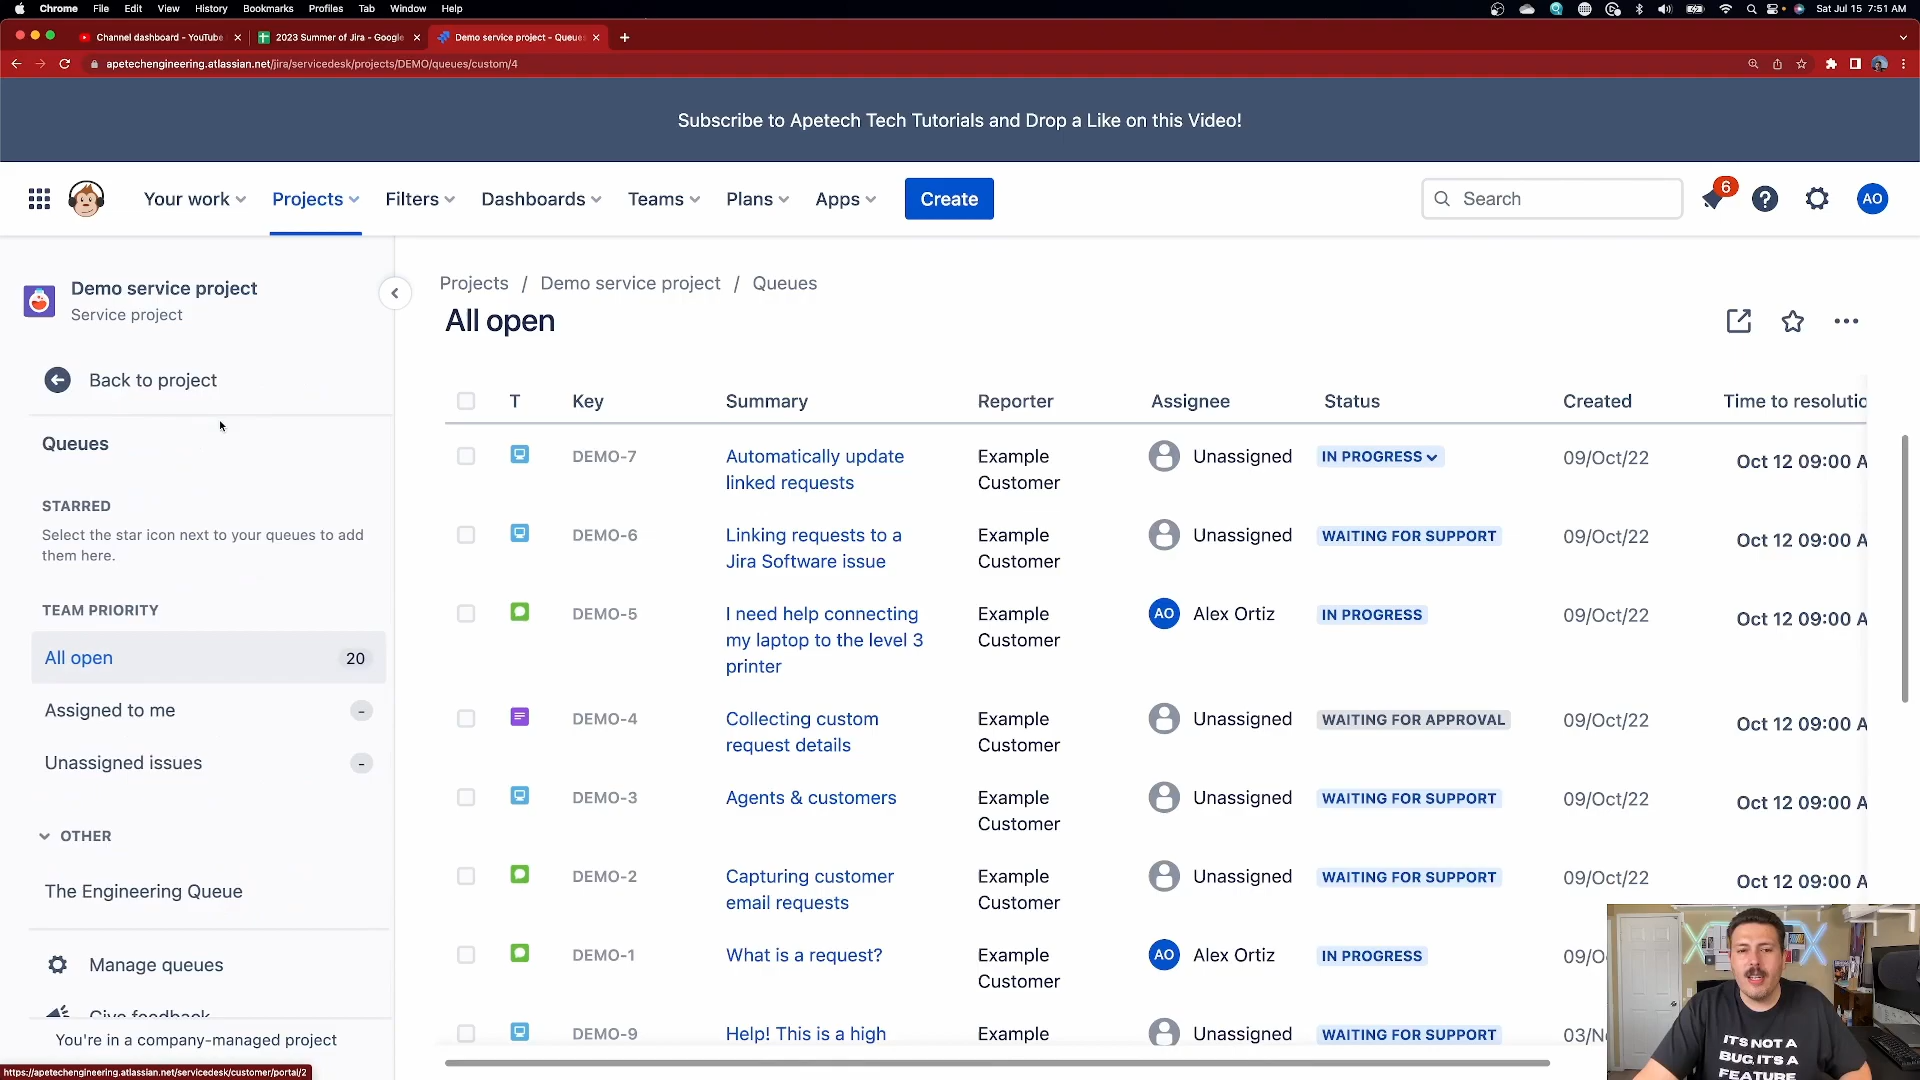 Chrome File Edit View History Bookmarks Profiles Tab Window Help Sat Jul 15 7:51 AM
Channel dashboard - YouTube 2023 Summer of Jira - Google Demo service project - Queues
apetechengineering.atlassian.net/jira/servicedesk/projects/DEMO/queues/custom/4
Subscribe to Apetech Tech Tutorials and Drop a Like on this Video!
Your work Projects Filters Dashboards Teams Plans Apps Create Search 6 AO
Demo service project
Service project
Back to project
Queues
STARRED
Select the star icon next to your queues to add
them here.
TEAM PRIORITY
All open 20
Assigned to me -
Unassigned issues -
OTHER
The Engineering Queue
Manage queues
Give feedback
You're in a company-managed project
https://apetechengineering.atlassian.net/servicedesk/customer/portal/2
Projects / Demo service project / Queues
All open
T Key Summary Reporter Assignee Status Created Time to resolutio
DEMO-7 Automatically update Example Unassigned IN PROGRESS 09/Oct/22 Oct 12 09:00 A
linked requests Customer
DEMO-6 Linking requests to a Example Unassigned WAITING FOR SUPPORT 09/Oct/22 Oct 12 09:00 A
Jira Software issue Customer
DEMO-5 I need help connecting Example AO Alex Ortiz IN PROGRESS 09/Oct/22 Oct 12 09:00 A
my laptop to the level 3 Customer
printer
DEMO-4 Collecting custom Example Unassigned WAITING FOR APPROVAL 09/Oct/22 Oct 12 09:00 A
request details Customer
DEMO-3 Agents & customers Example Unassigned WAITING FOR SUPPORT 09/Oct/22 Oct 12 09:00 A
Customer
DEMO-2 Capturing customer Example Unassigned WAITING FOR SUPPORT 09/Oct/22 Oct 12 09:00 A
email requests Customer
DEMO-1 What is a request? Example AO Alex Ortiz IN PROGRESS 09/O
Customer
DEMO-9 Help! This is a high Example Unassigned WAITING FOR SUPPORT 03/N
IT'S NOT A
BUG, IT'S A
FEATURE